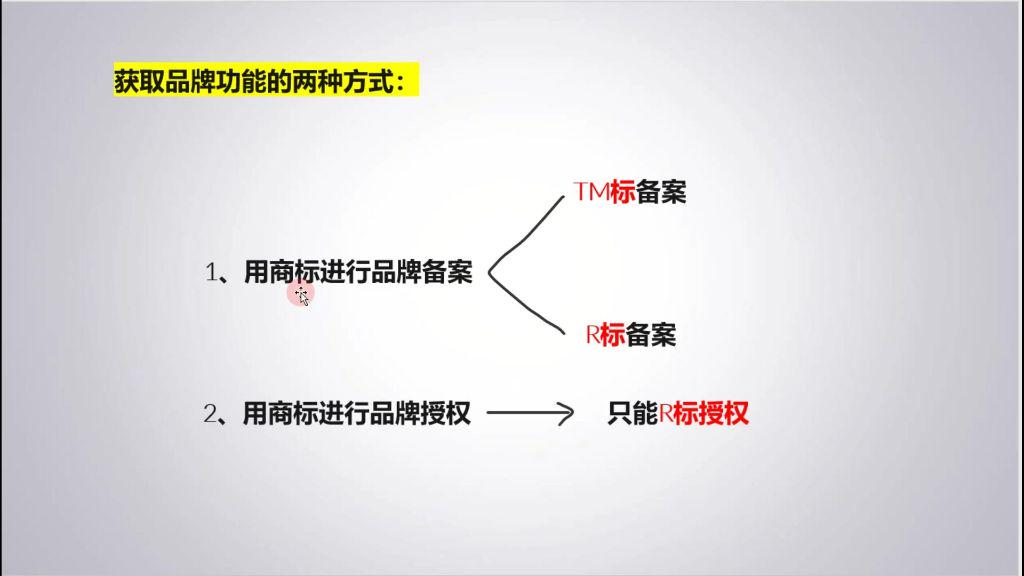 获取品牌功能的两种方式：
TM标备案
1、用商标进行品牌备案
R标备案
2、用商标进行品牌授权
只能R标授权